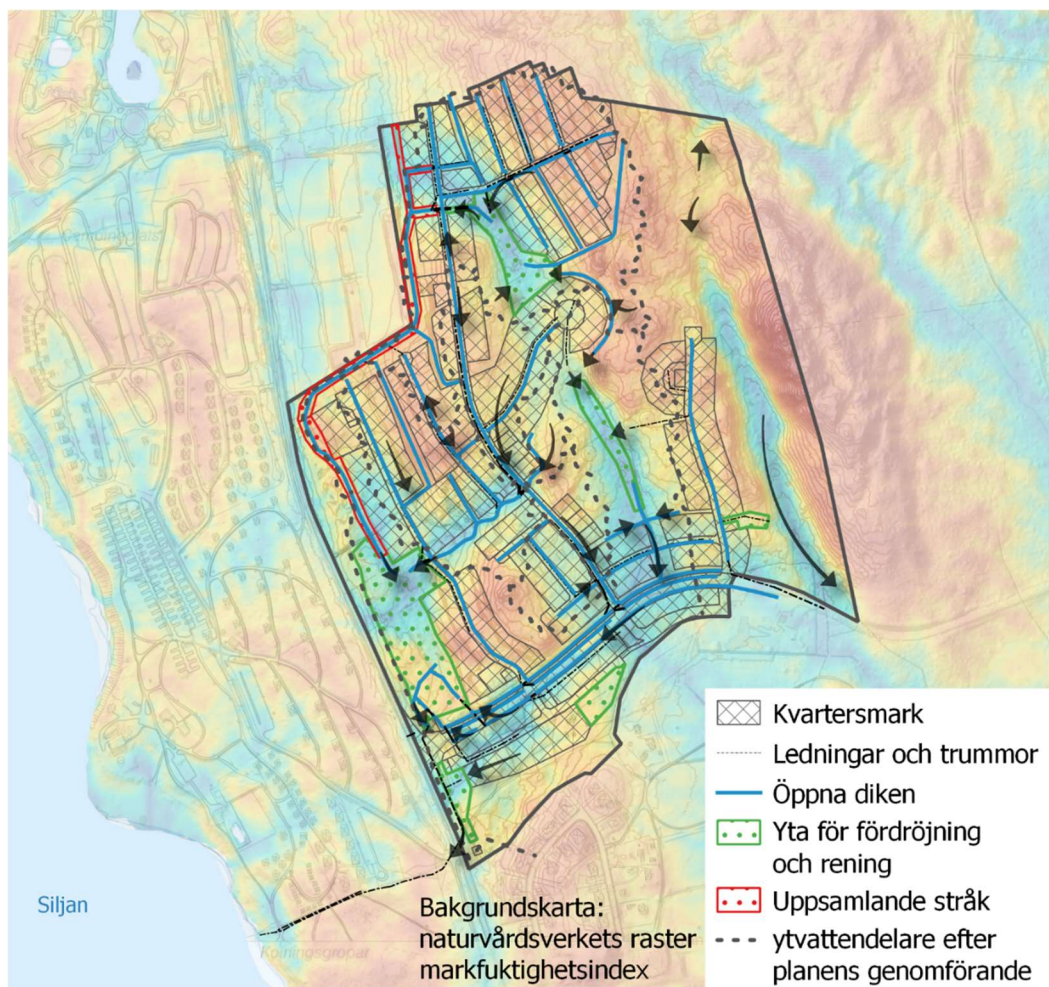 Siljan
Kolningsgropar
Bakgrundskarta:
naturvårdsverkets raster
markfuktighetsindex
Kvartersmark
Ledningar och trummor
Öppna diken
Yta för fördröjning
och rening
Uppsamlande stråk
ytvattendelare efter
planens genomförande